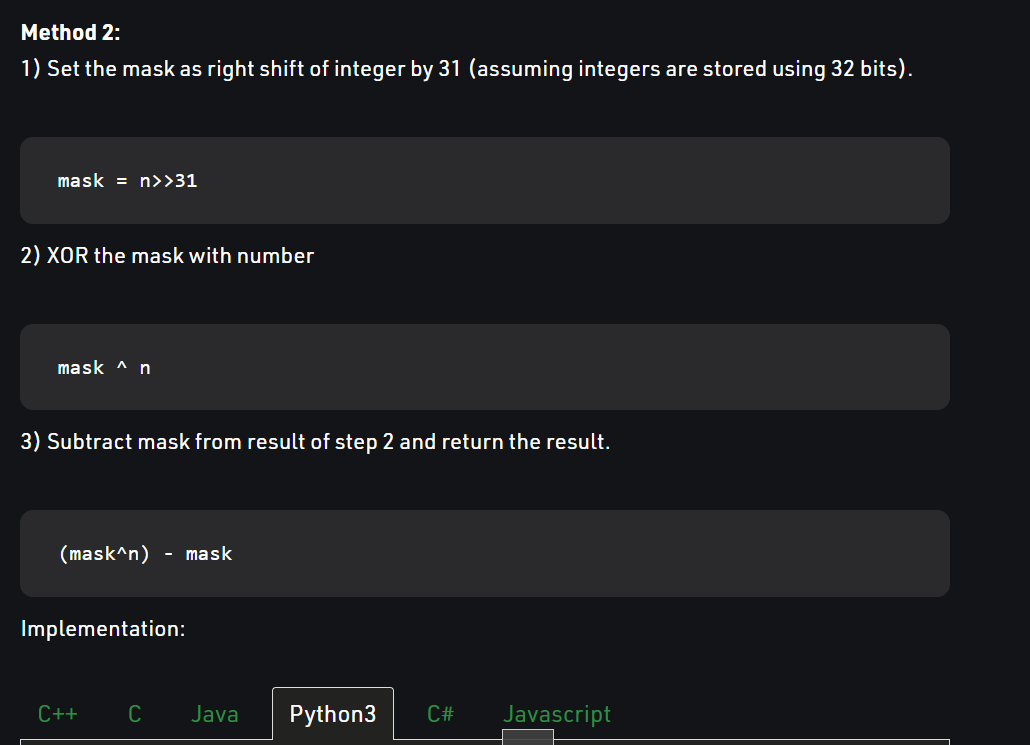 Method 2:
1) Set the mask as right shift of integer by 31 (assuming integers are stored using 32 bits).
mask = n>>31
2) XOR the mask with number
mask ^ n
3) Subtract mask from result of step 2 and return the result.
(mask^n) - mask
Implementation:
C++ C Java Python3 C# Javascript